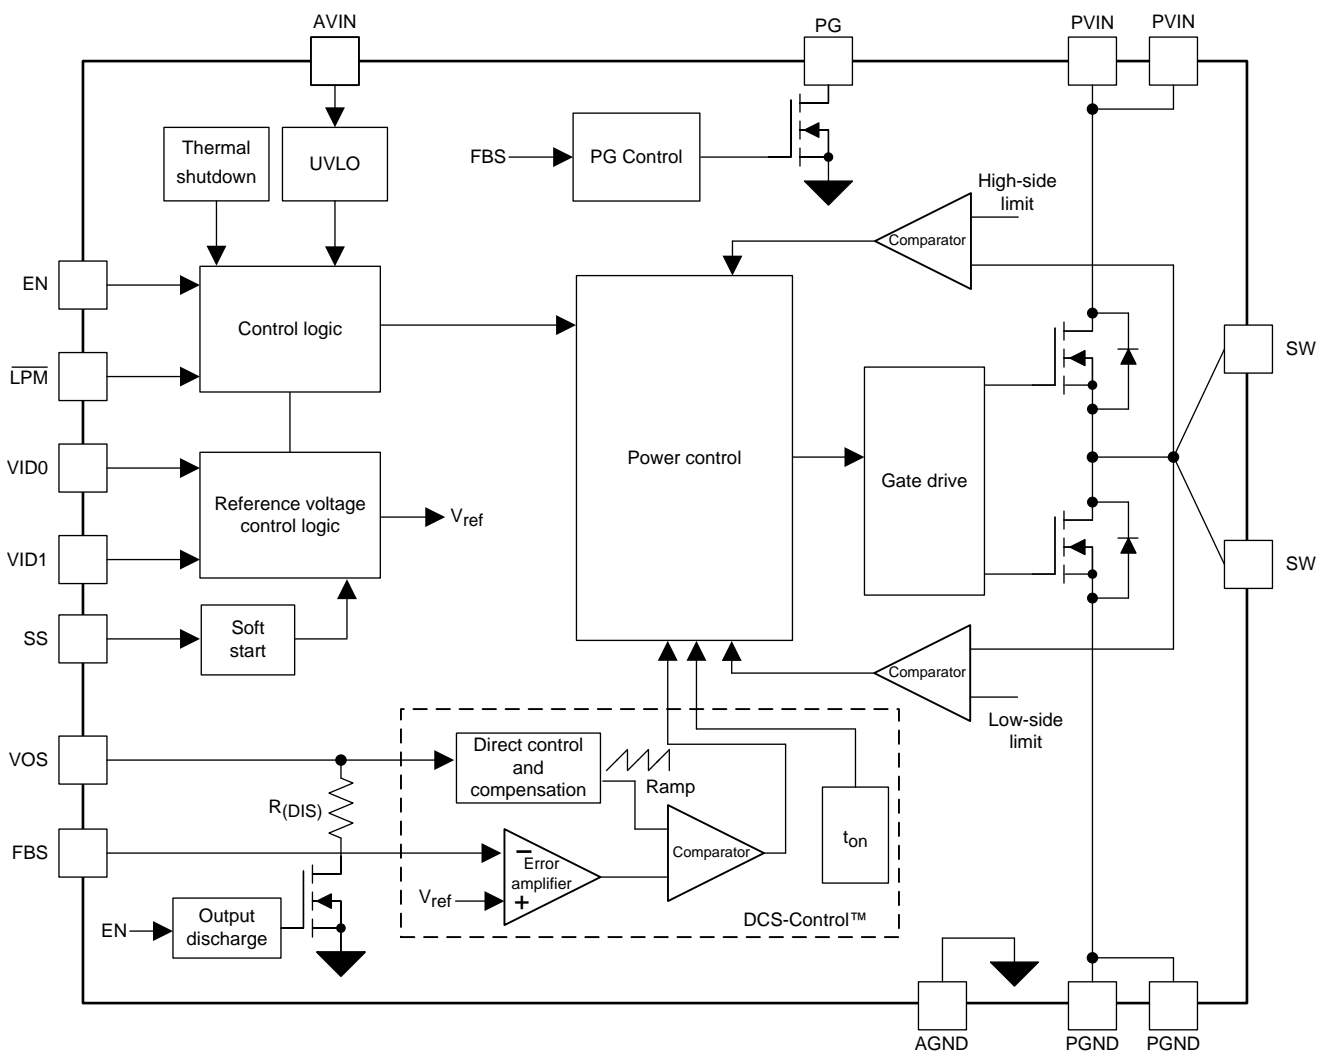 AVIN
PG
PVIN
PVIN
Thermal
shutdown
UVLO
FBS
PG Control
High-side
limit
Comparator
EN
Control logic
LPM
SW
VID0
Reference voltage
control logic
Vref
Power control
Gate drive
VID1
SW
SS
Soft
start
Comparator
Low-side
limit
VOS
Direct control
and
compensation
Ramp
R(DIS)
FBS
–
Error
amplifier
+
Comparator
ton
Vref
DCS-Control™
EN
Output
discharge
AGND
PGND
PGND